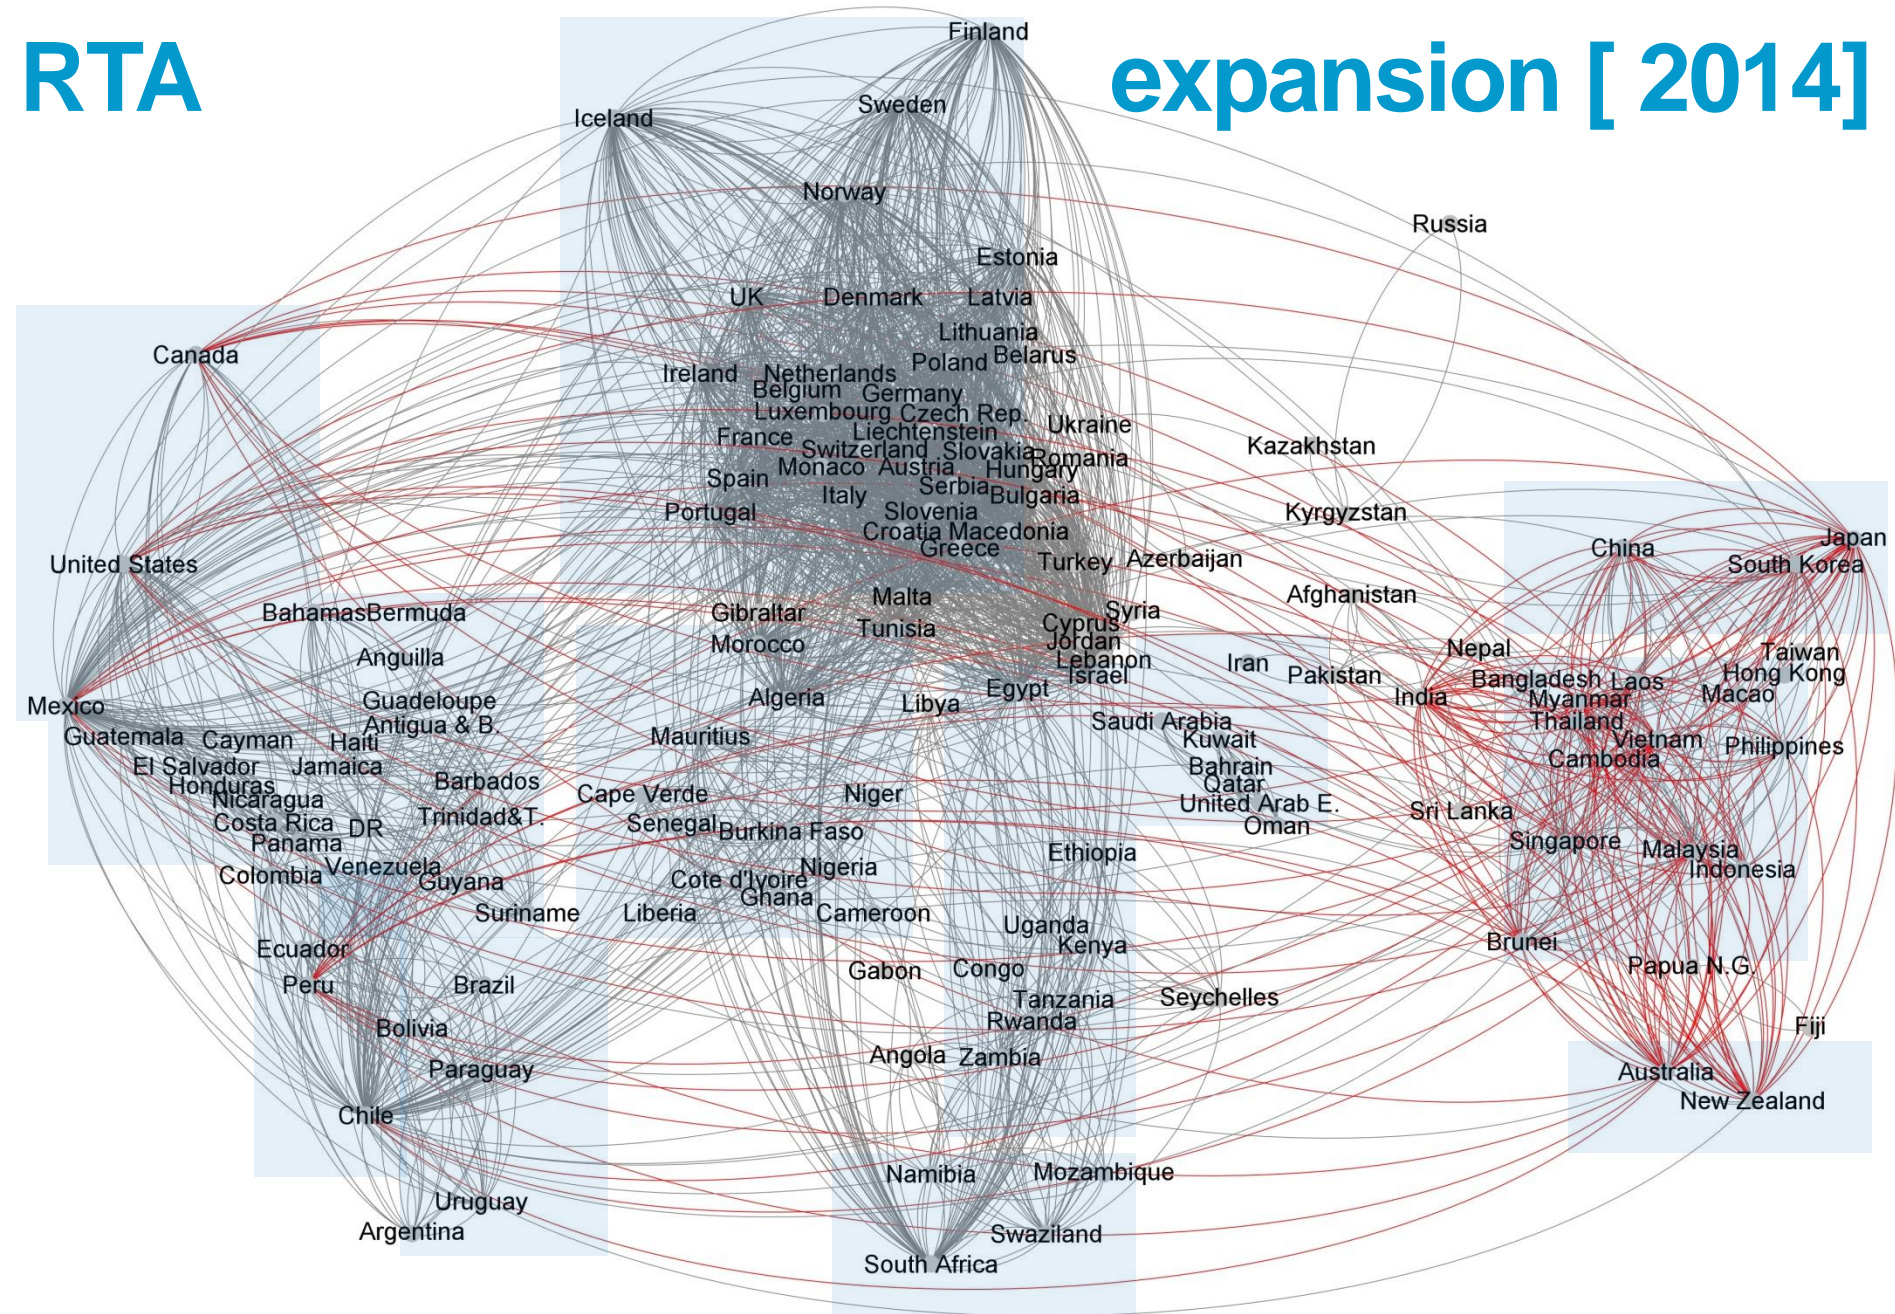 RTA expansion [ 2014]
Finland
Sweden
Iceland
Norway
Russia
Estonia
UK Denmark Latvia
Lithuania
Canada Poland Belarus
Ireland Netherlands
Belgium Germany
Luxembourg Czech Rep.
Ukraine
France Liechtenstein
Switzerland Slovakia Romania
Kazakhstan
Monaco Austria Hungary
Spain Serbia Bulgaria
Italy
Portugal Slovenia Kyrgyzstan
Croatia Macedonia
Greece China Japan
United States Turkey Azerbaijan South Korea
Malta Afghanistan
Bahamas Bermuda Gibraltar Syria
Tunisia Cyprus
Morocco Jordan Nepal Taiwan
Anguilla Lebanon Iran
Israel Pakistan Bangladesh Laos Hong Kong
Guadeloupe Algeria Libya Egypt India Myanmar Macao
Mexico Antigua & B. Saudi Arabia Thailand
Guatemala Cayman Haiti Mauritius Kuwait Vietnam Philippines
El Salvador Jamaica Bahrain Cambodia
Honduras Barbados Cape Verde Niger Qatar
Nicaragua United Arab E. Sri Lanka
Costa Rica DR Trinidad&T. Senegal Burkina Faso Oman
Panama Ethiopia Singapore Malaysia
Colombia Venezuela Guyana Nigeria Indonesia
Cote d'Ivoire
Ghana
Suriname Liberia Cameroon
Uganda
Ecuador Kenya Brunei
Gabon Congo Papua N.G.
Peru Brazil Tanzania Seychelles
Bolivia Rwanda Fiji
Angola Zambia
Paraguay Australia
Chile New Zealand
Namibia Mozambique
Uruguay
Argentina Swaziland
South Africa